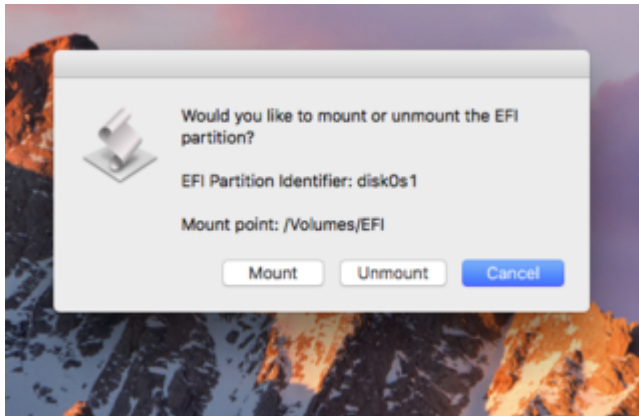 Would you like to mount or unmount the EFI
partition?
EFI Partition Identifier: disk0s1
Mount point: /Volumes/EFI
Mount Unmount Cancel